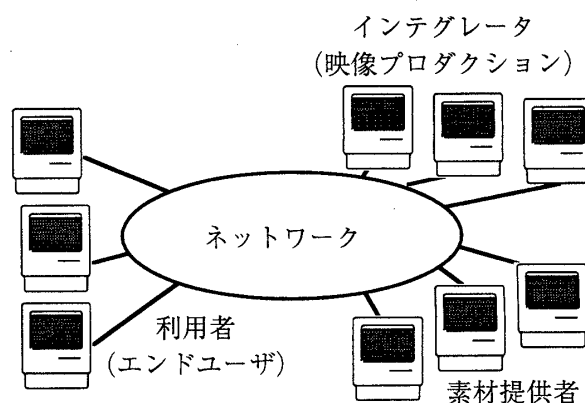 インテグレータ
(映像プロダクション)
ネットワーク
利用者
(エンドユーザ)
素材提供者